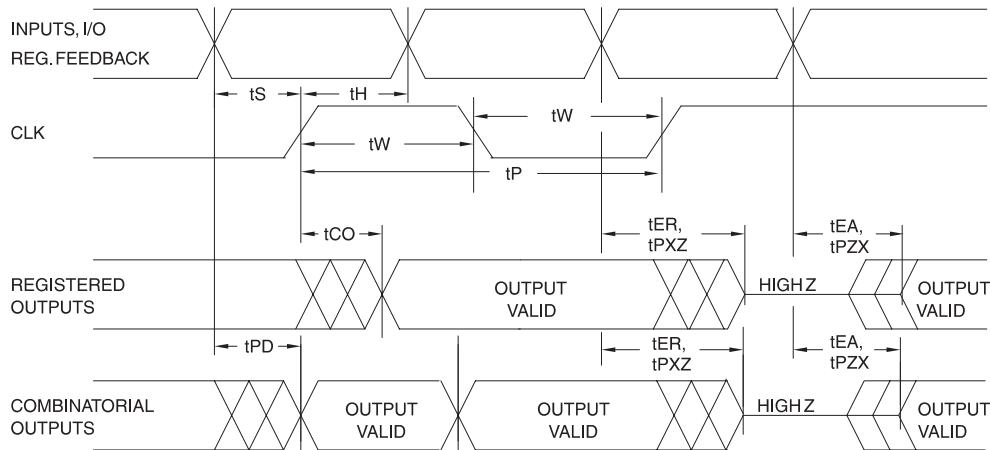 INPUTS, I/O
REG. FEEDBACK
tS
tH
CLK
tW
tW
tP
tCO
tER,
tPXZ
tEA,
tPZX
REGISTERED
OUTPUTS
OUTPUT
VALID
HIGH Z
OUTPUT
VALID
tPD
tER,
tPXZ
tEA,
tPZX
COMBINATORIAL
OUTPUTS
OUTPUT
VALID
OUTPUT
VALID
HIGH Z
OUTPUT
VALID